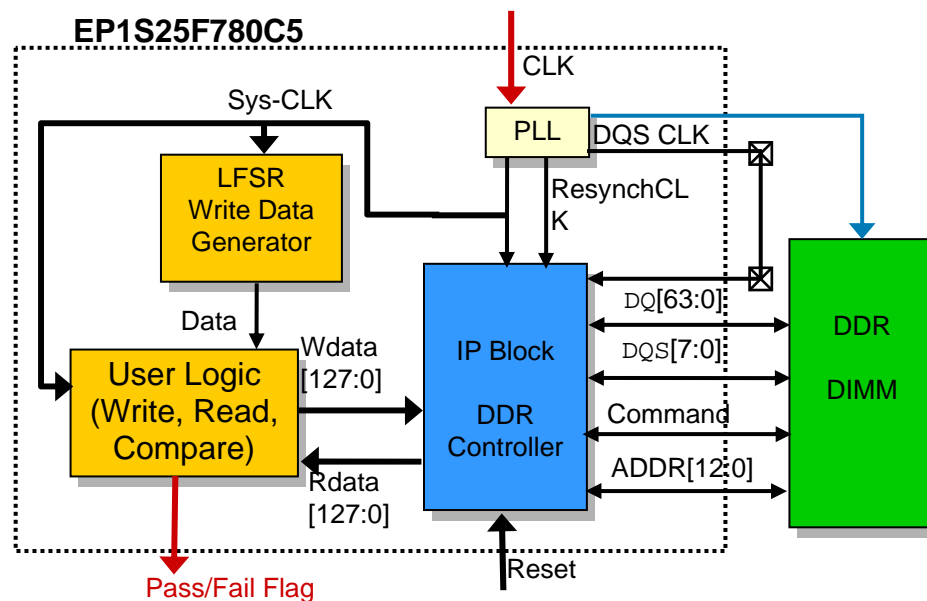 EP1S25F780C5
CLK
Sys-CLK
PLL
DQS CLK
LFSR
Write Data
Generator
ResynchCL
K
Data
DQ[63:0]
Wdata
[127:0]
DQS[7:0]
User Logic
(Write, Read,
Compare)
IP Block
DDR
Controller
DDR
DIMM
Command
ADDR[12:0]
Rdata
[127:0]
Reset
Pass/Fail Flag